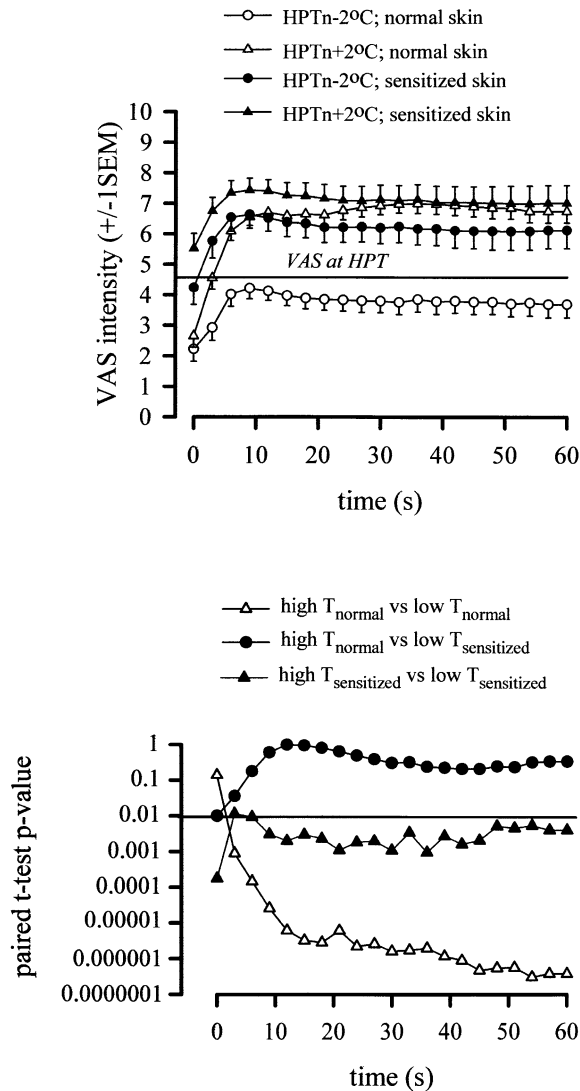 HPTn-2ºC; normal skin
HPTn+2ºC; normal skin
HPTn-2ºC; sensitized skin
HPTn+2ºC; sensitized skin
VAS intensity (+/-1SEM)
10
9
8
7
6
5
4
3
2
1
0
VAS at HPT
0 10 20 30 40 50 60
time (s)
high Tnormal vs low Tnormal
high Tnormal vs low Tsensitized
high Tsensitized vs low Tsensitized
paired t-test p-value
1
0.1
0.01
0.001
0.0001
0.00001
0.000001
0.0000001
0 10 20 30 40 50 60
time (s)